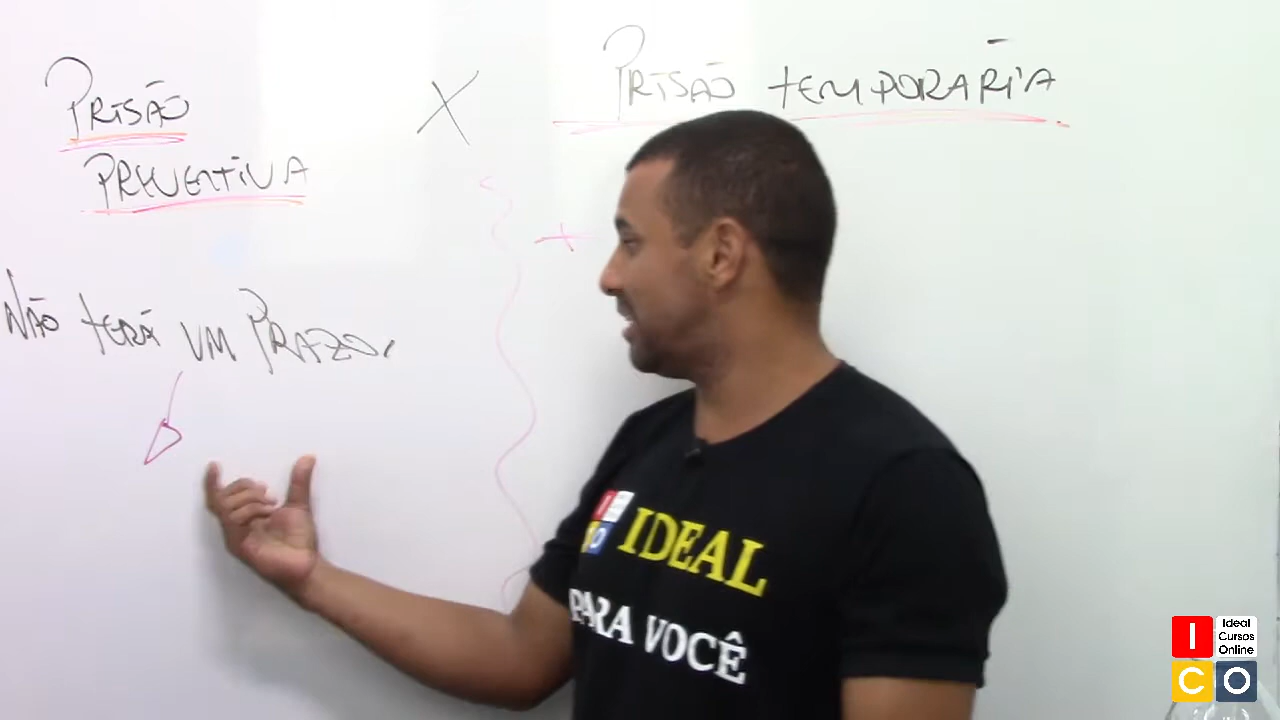 PRISÃO
PREVENTIVA
X
PRISÃO TEMPORÁRIA
NÃO TERÁ UM PRAZO,
IDEAL
PARA VOCÊ
I
Ideal
Cursos
Online
C O